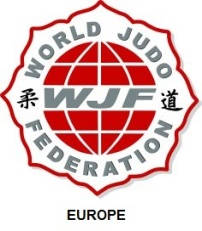 WORLD JUDO
柔 WJF 道
FEDERATION
EUROPE